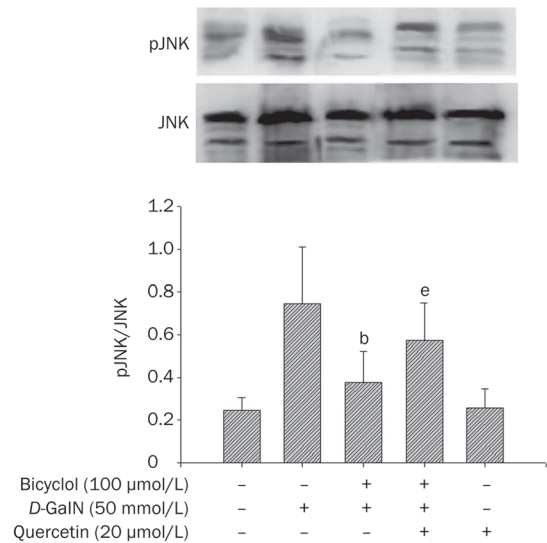 pJNK
JNK
pJNK/JNK
1.2
1.0
0.8
0.6
0.4
0.2
0
b
e
Bicyclol (100 μmol/L) – – + + –
D-GalN (50 mmol/L) – + + + –
Quercetin (20 μmol/L) – – – + +